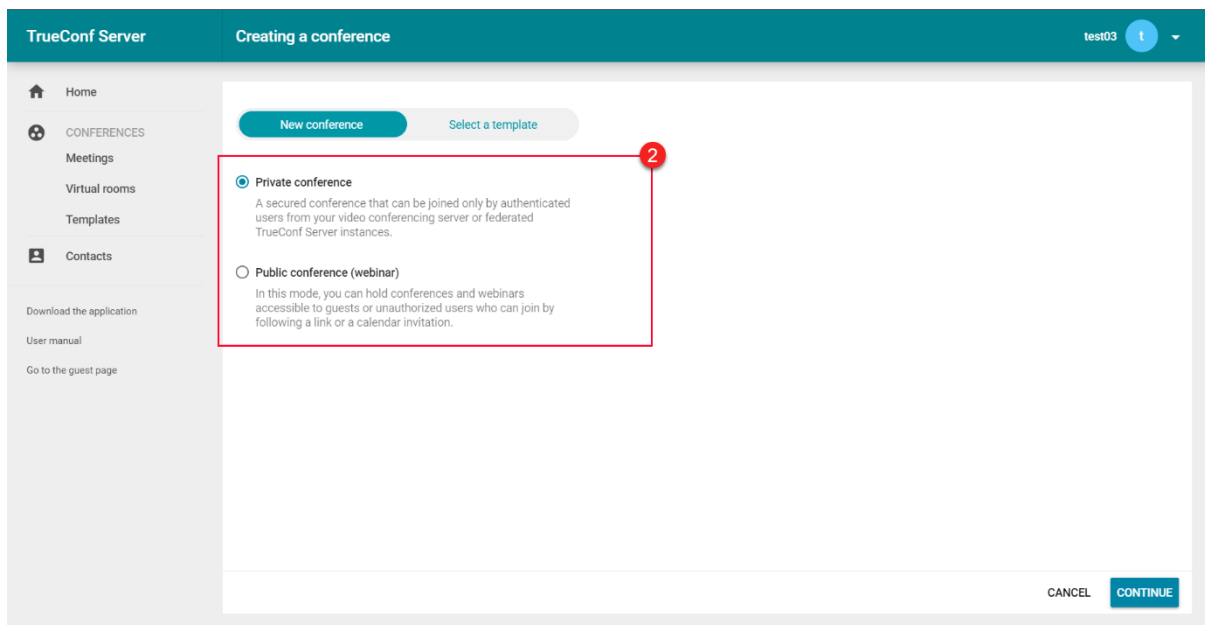 TrueConf Server
Creating a conference
test03
t
Home
CONFERENCES
Meetings
Virtual rooms
Templates
Contacts
Download the application
User manual
Go to the guest page
New conference
Select a template
2
Private conference
A secured conference that can be joined only by authenticated
users from your video conferencing server or federated
TrueConf Server instances.
Public conference (webinar)
In this mode, you can hold conferences and webinars
accessible to guests or unauthorized users who can join by
following a link or a calendar invitation.
CANCEL
CONTINUE